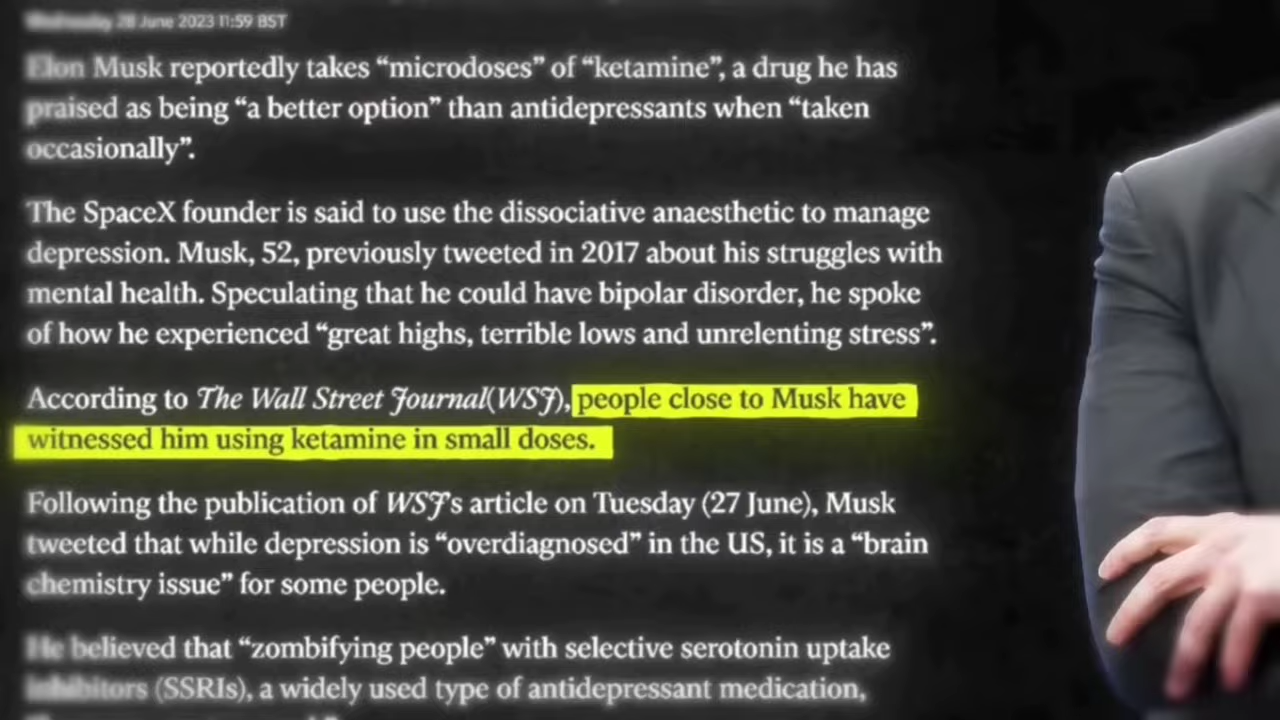 Wednesday 28 June 2023 11:59 BST
Elon Musk reportedly takes “microdoses” of “ketamine”, a drug he has
praised as being “a better option” than antidepressants when “taken
occasionally”.
The SpaceX founder is said to use the dissociative anaesthetic to manage
depression. Musk, 52, previously tweeted in 2017 about his struggles with
mental health. Speculating that he could have bipolar disorder, he spoke
of how he experienced “great highs, terrible lows and unrelenting stress”.
According to The Wall Street Journal(WSJ), people close to Musk have
witnessed him using ketamine in small doses.
Following the publication of WSJ’s article on Tuesday (27 June), Musk
tweeted that while depression is “overdiagnosed” in the US, it is a “brain
chemistry issue” for some people.
He believed that “zombifying people” with selective serotonin uptake
inhibitors (SSRIs), a widely used type of antidepressant medication,